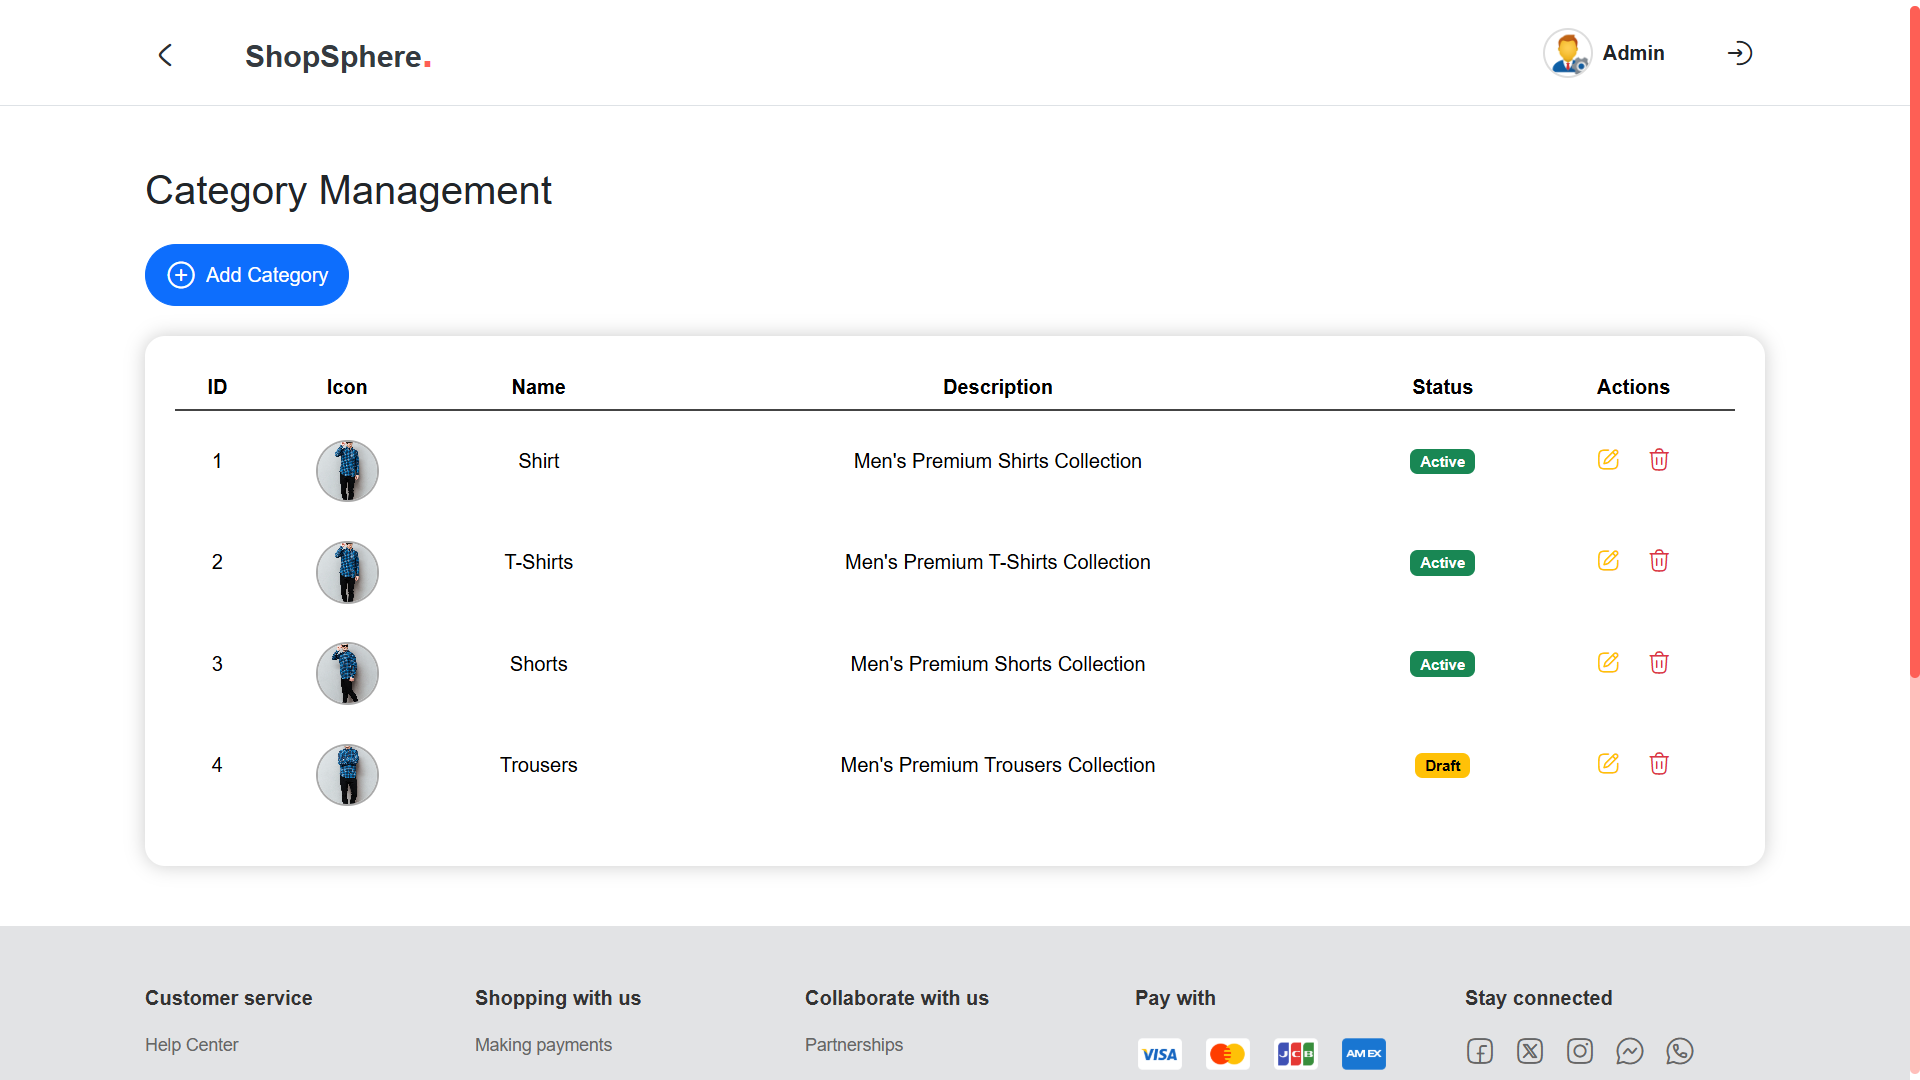 ShopSphere.
Admin
Category Management
Add Category
ID Icon Name Description Status Actions
1 Shirt Men's Premium Shirts Collection Active
2 T-Shirts Men's Premium T-Shirts Collection Active
3 Shorts Men's Premium Shorts Collection Active
4 Trousers Men's Premium Trousers Collection Draft
Customer service Shopping with us Collaborate with us Pay with Stay connected
Help Center Making payments Partnerships VISA JCB AMEX